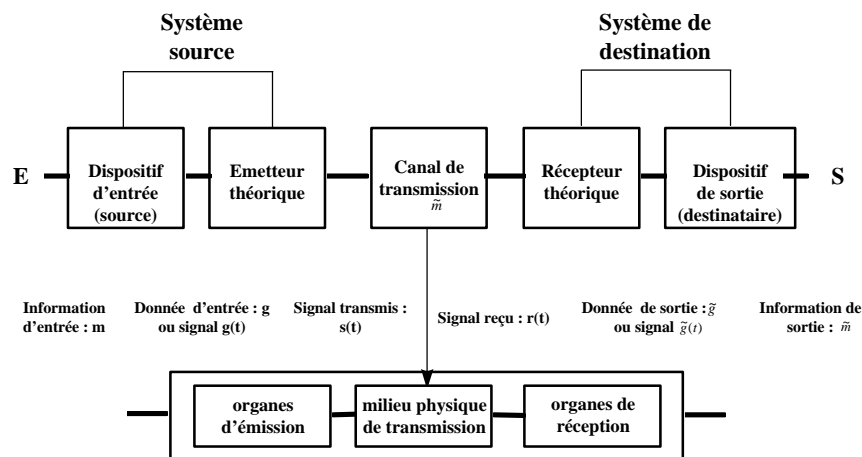 Système
source
Système de
destination
E
Dispositif
d'entrée
(source)
Emetteur
théorique
Canal de
transmission
m̃
Récepteur
théorique
Dispositif
de sortie
(destinataire)
S
Information
d'entrée : m
Donnée d'entrée : g
ou signal g(t)
Signal transmis :
s(t)
Signal reçu : r(t)
Donnée de sortie : g̃
ou signal g̃(t)
Information de
sortie : m̃
organes
d'émission
milieu physique
de transmission
organes de
réception